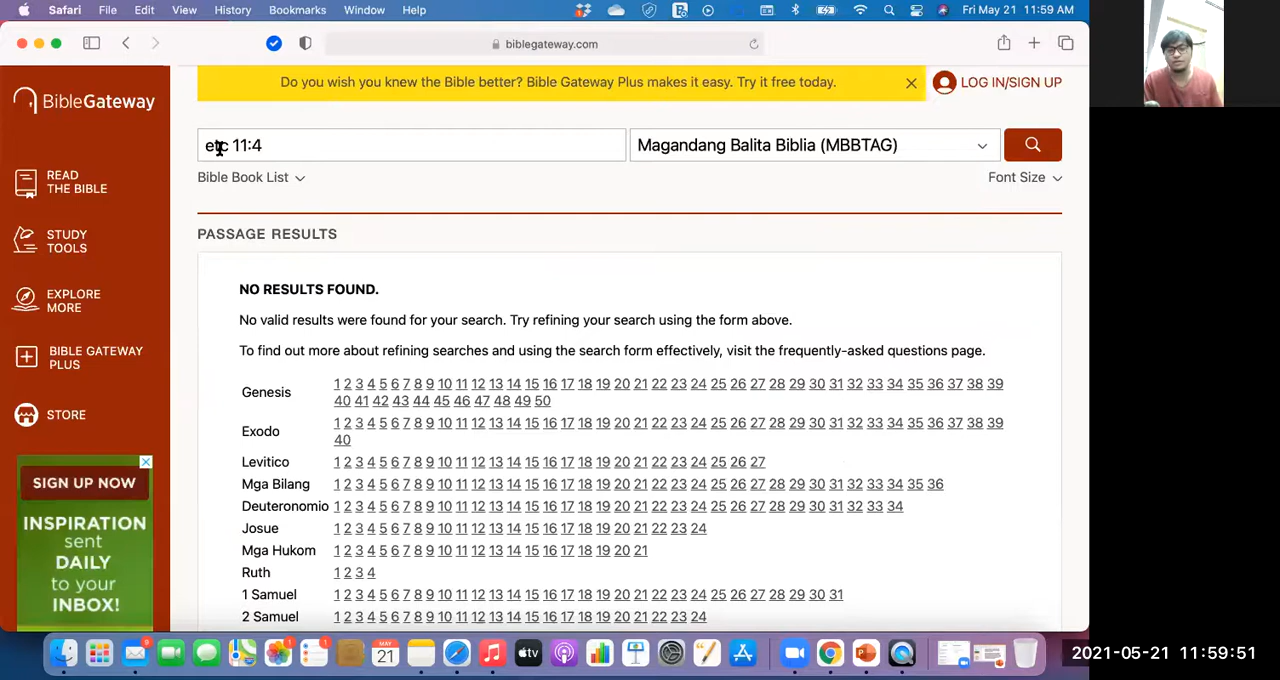 Safari File Edit View History Bookmarks Window Help Fri May 21 11:59 AM
biblegateway.com
Do you wish you knew the Bible better? Bible Gateway Plus makes it easy. Try it free today.
LOG IN/SIGN UP
BibleGateway
etc 11:4
Magandang Balita Biblia (MBBTAG)
Bible Book List
Font Size
READ
THE BIBLE
STUDY
TOOLS
EXPLORE
MORE
BIBLE GATEWAY
PLUS
STORE
PASSAGE RESULTS
NO RESULTS FOUND.
No valid results were found for your search. Try refining your search using the form above.
To find out more about refining searches and using the search form effectively, visit the frequently-asked questions page.
Genesis 1 2 3 4 5 6 7 8 9 10 11 12 13 14 15 16 17 18 19 20 21 22 23 24 25 26 27 28 29 30 31 32 33 34 35 36 37 38 39
40 41 42 43 44 45 46 47 48 49 50
Exodo 1 2 3 4 5 6 7 8 9 10 11 12 13 14 15 16 17 18 19 20 21 22 23 24 25 26 27 28 29 30 31 32 33 34 35 36 37 38 39
40
Levitico 1 2 3 4 5 6 7 8 9 10 11 12 13 14 15 16 17 18 19 20 21 22 23 24 25 26 27
Mga Bilang 1 2 3 4 5 6 7 8 9 10 11 12 13 14 15 16 17 18 19 20 21 22 23 24 25 26 27 28 29 30 31 32 33 34 35 36
Deuteronomio 1 2 3 4 5 6 7 8 9 10 11 12 13 14 15 16 17 18 19 20 21 22 23 24 25 26 27 28 29 30 31 32 33 34
Josue 1 2 3 4 5 6 7 8 9 10 11 12 13 14 15 16 17 18 19 20 21 22 23 24
Mga Hukom 1 2 3 4 5 6 7 8 9 10 11 12 13 14 15 16 17 18 19 20 21
Ruth 1 2 3 4
1 Samuel 1 2 3 4 5 6 7 8 9 10 11 12 13 14 15 16 17 18 19 20 21 22 23 24 25 26 27 28 29 30 31
2 Samuel 1 2 3 4 5 6 7 8 9 10 11 12 13 14 15 16 17 18 19 20 21 22 23 24
SIGN UP NOW
INSPIRATION
sent
DAILY
to your
INBOX!
9
1
1
MAY
21
tv
2021-05-21 11:59:51